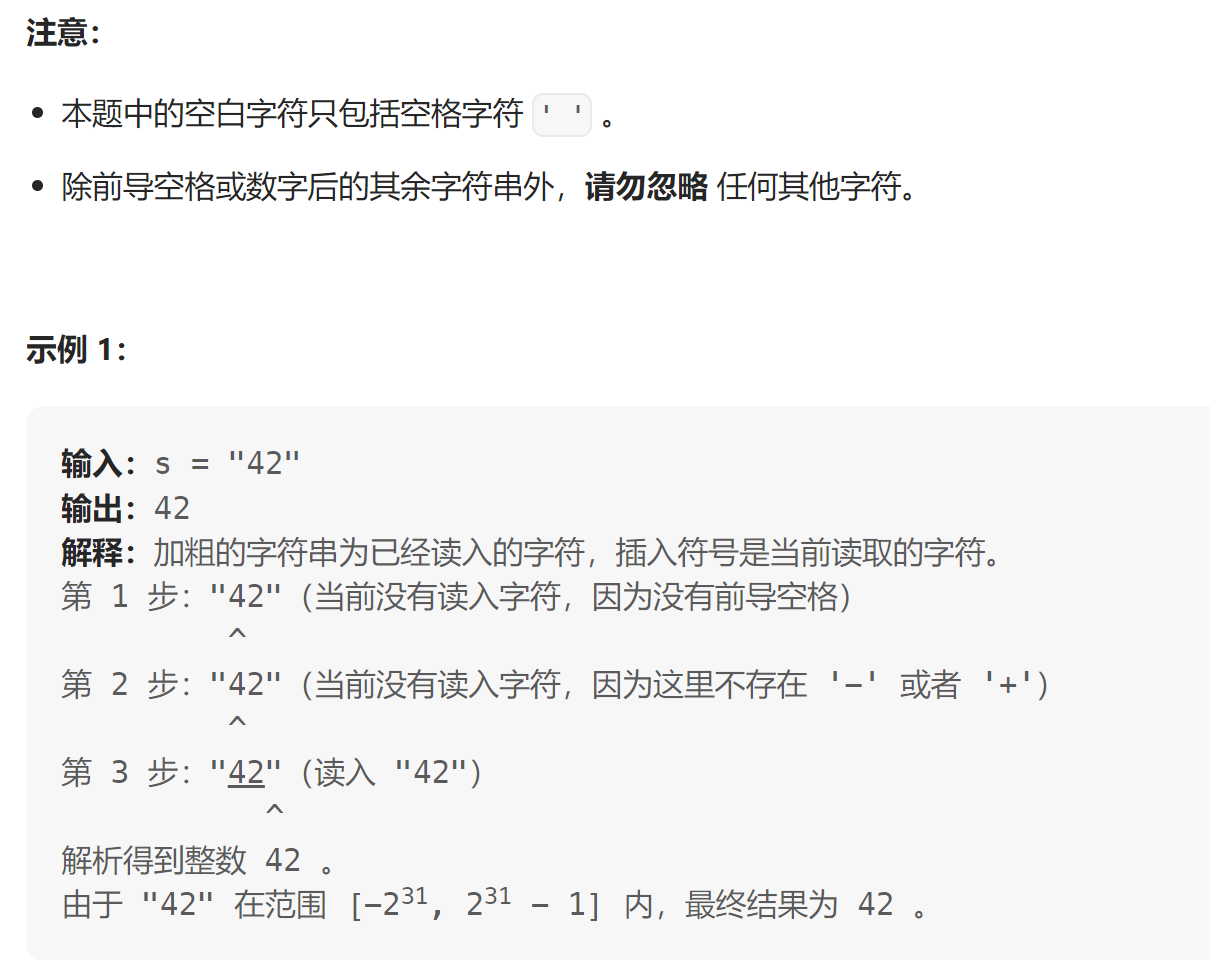 注意：
本题中的空白字符只包括空格字符 ' ' 。
除前导空格或数字后的其余字符串外，请勿忽略 任何其他字符。
示例 1：
输入：s = "42"
输出：42
解释：加粗的字符串为已经读入的字符，插入符号是当前读取的字符。
第 1 步："42"（当前没有读入字符，因为没有前导空格）
^
第 2 步："42"（当前没有读入字符，因为这里不存在 '-' 或者 '+'）
^
第 3 步："42"（读入 "42"）
^
解析得到整数 42 。
由于 "42" 在范围 [-2³¹, 2³¹ - 1] 内，最终结果为 42 。